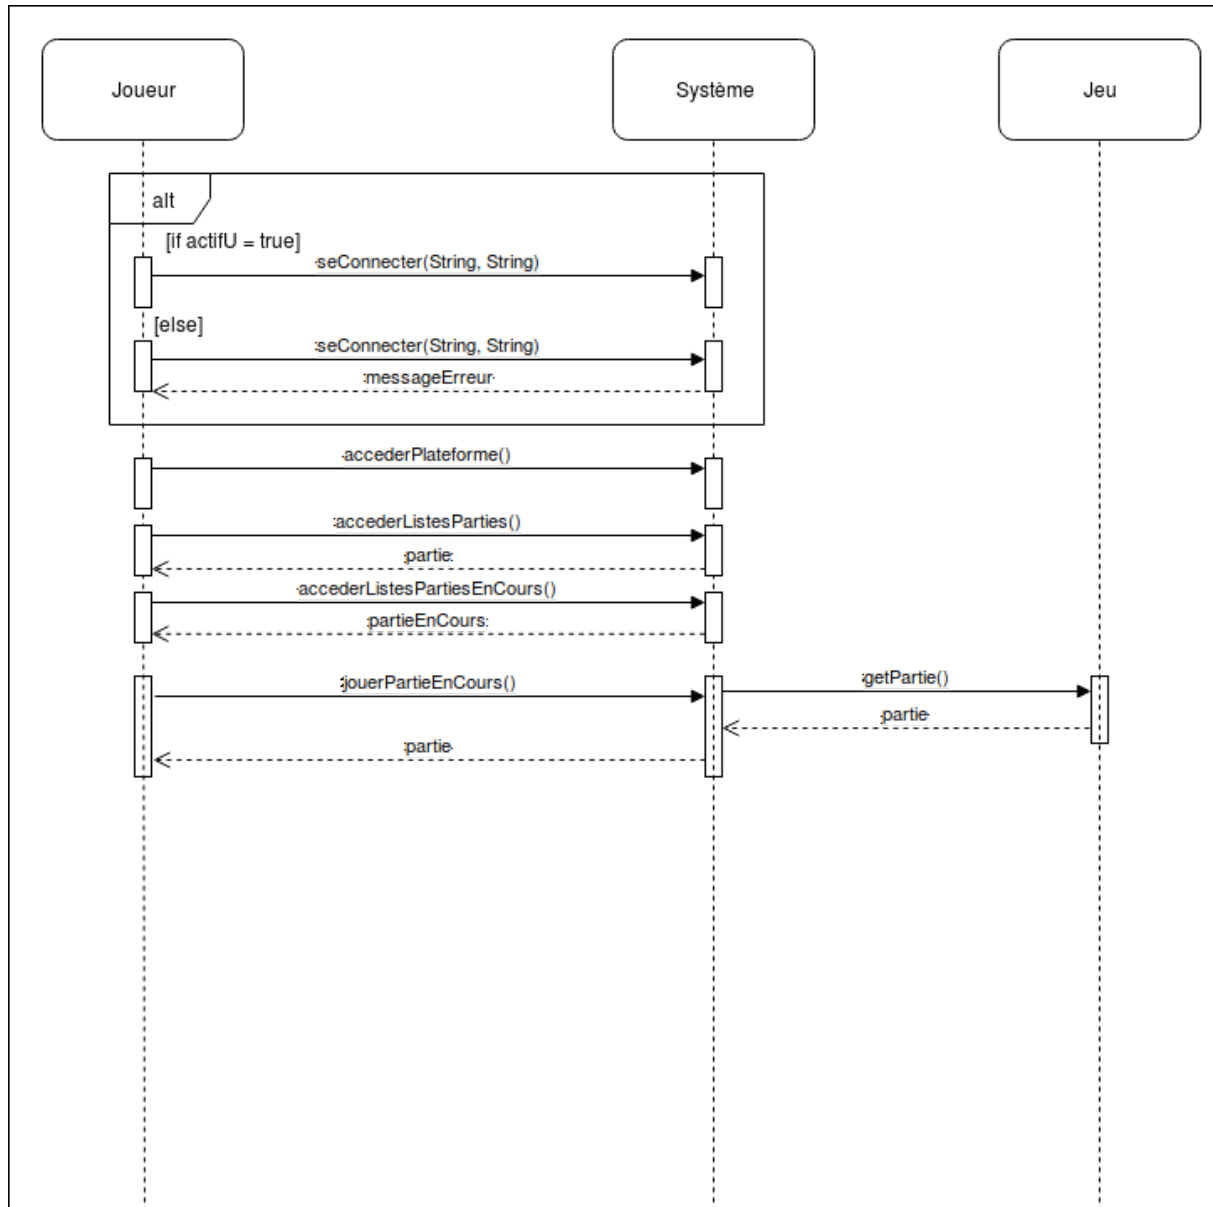 Joueur
Système
Jeu
alt
[if actifU = true]
seConnecter(String, String)
[else]
seConnecter(String, String)
messageErreur
accederPlateforme()
accederListesParties()
partie
accederListesPartiesEnCours()
partieEnCours
jouerPartieEnCours()
getPartie()
partie
partie